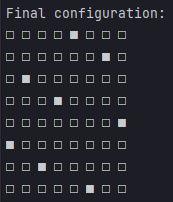 Final configuration:
□ □ □ □ ■ □ □ □
□ □ □ □ □ □ ■ □
□ ■ □ □ □ □ □ □
□ □ □ ■ □ □ □ □
□ □ □ □ □ □ □ ■
■ □ □ □ □ □ □ □
□ □ ■ □ □ □ □ □
□ □ □ □ □ ■ □ □